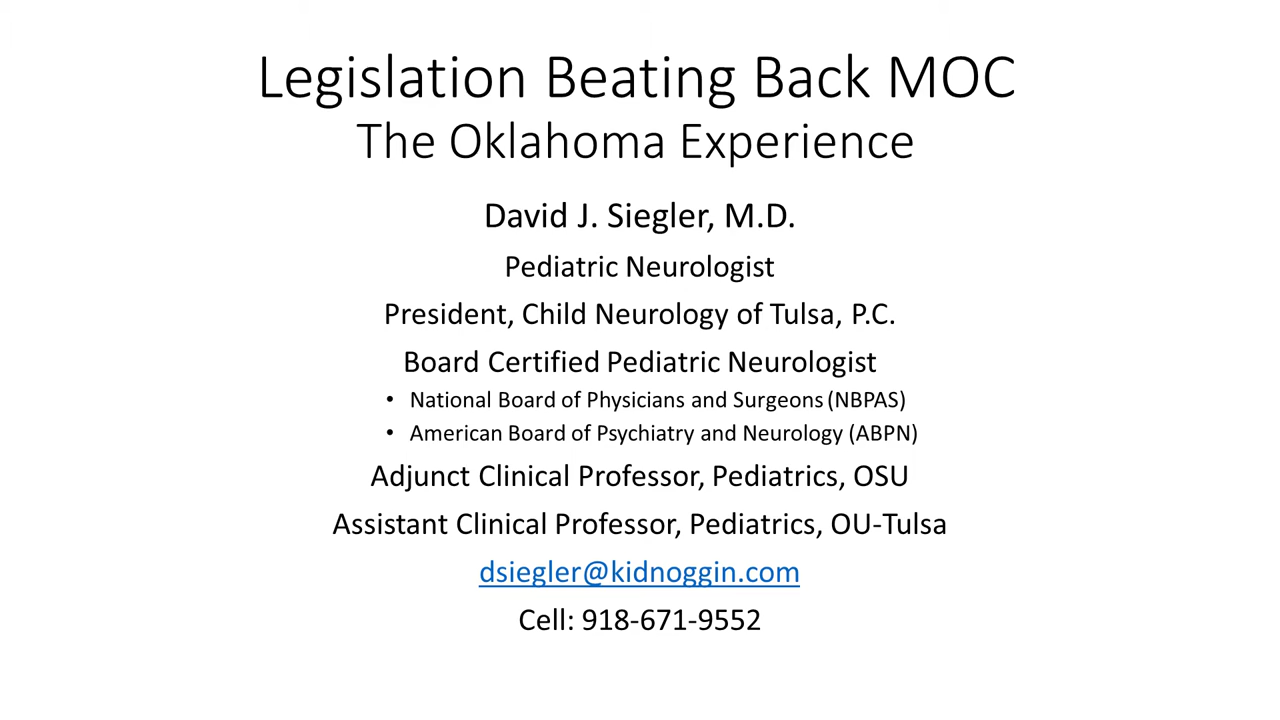 Legislation Beating Back MOC
The Oklahoma Experience
David J. Siegler, M.D.
Pediatric Neurologist
President, Child Neurology of Tulsa, P.C.
Board Certified Pediatric Neurologist
• National Board of Physicians and Surgeons (NBPAS)
• American Board of Psychiatry and Neurology (ABPN)
Adjunct Clinical Professor, Pediatrics, OSU
Assistant Clinical Professor, Pediatrics, OU-Tulsa
dsiegler@kidnoggin.com
Cell: 918-671-9552